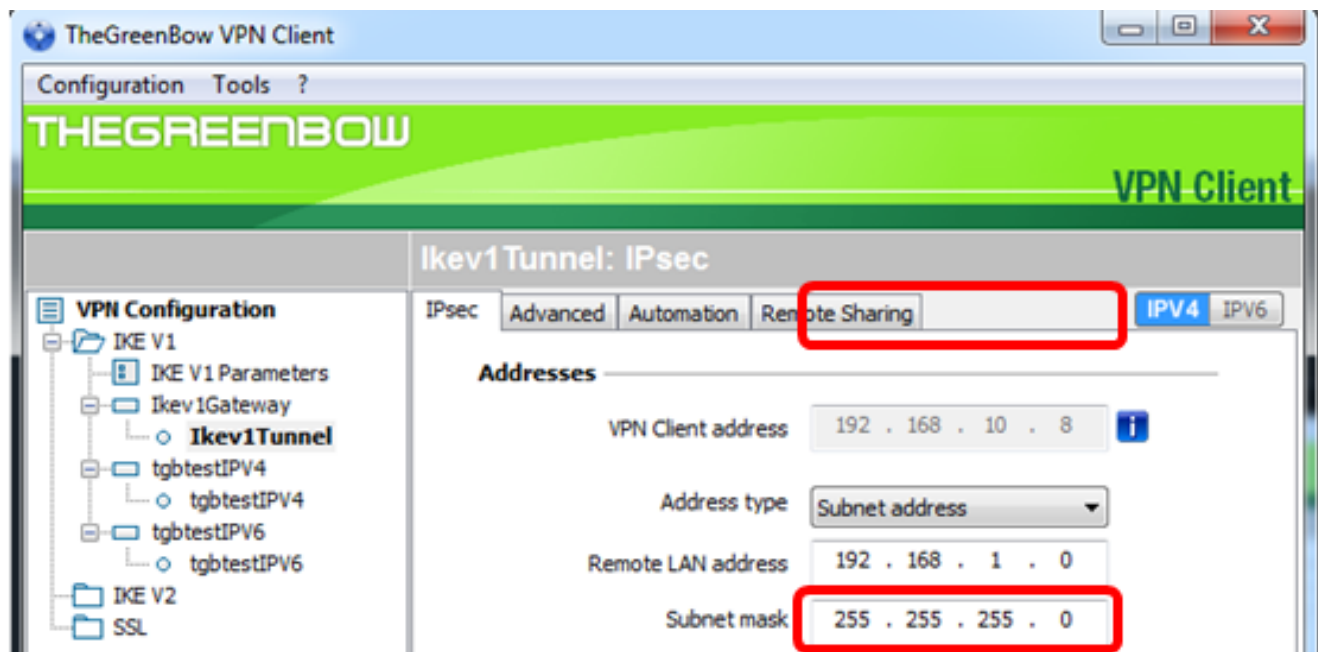 TheGreenBow VPN Client
Configuration Tools ?
THEGREENBOW
VPN Client
Ikev1Tunnel: IPsec
VPN Configuration
IKE V1
IKE V1 Parameters
Ikev1Gateway
Ikev1Tunnel
tgbtestIPV4
tgbtestIPV4
tgbtestIPV6
tgbtestIPV6
IKE V2
SSL
IPsec Advanced Automation Remote Sharing IPV4 IPV6
Addresses
VPN Client address 192 . 168 . 10 . 8 i
Address type Subnet address
Remote LAN address 192 . 168 . 1 . 0
Subnet mask 255 . 255 . 255 . 0